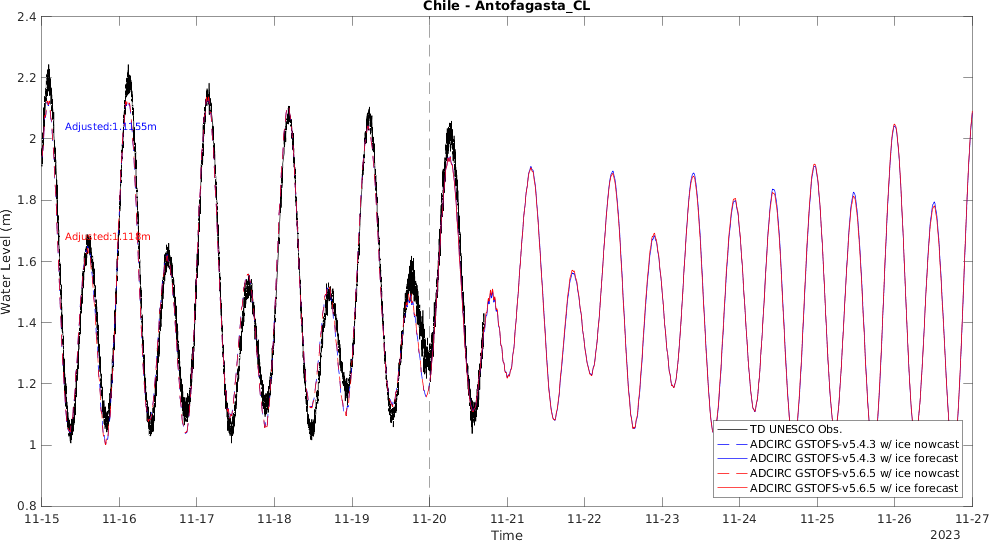 Chile - Antofagasta_CL
2.4
2.2
2
1.8
1.6
1.4
1.2
1
0.8
Water Level (m)
Adjusted:1.1155m
Adjusted:1.118m
TD UNESCO Obs.
ADCIRC GSTOFS-v5.4.3 w/ ice nowcast
ADCIRC GSTOFS-v5.4.3 w/ ice forecast
ADCIRC GSTOFS-v5.6.5 w/ ice nowcast
ADCIRC GSTOFS-v5.6.5 w/ ice forecast
11-15 11-16 11-17 11-18 11-19 11-20 11-21 11-22 11-23 11-24 11-25 11-26 11-27
Time
2023